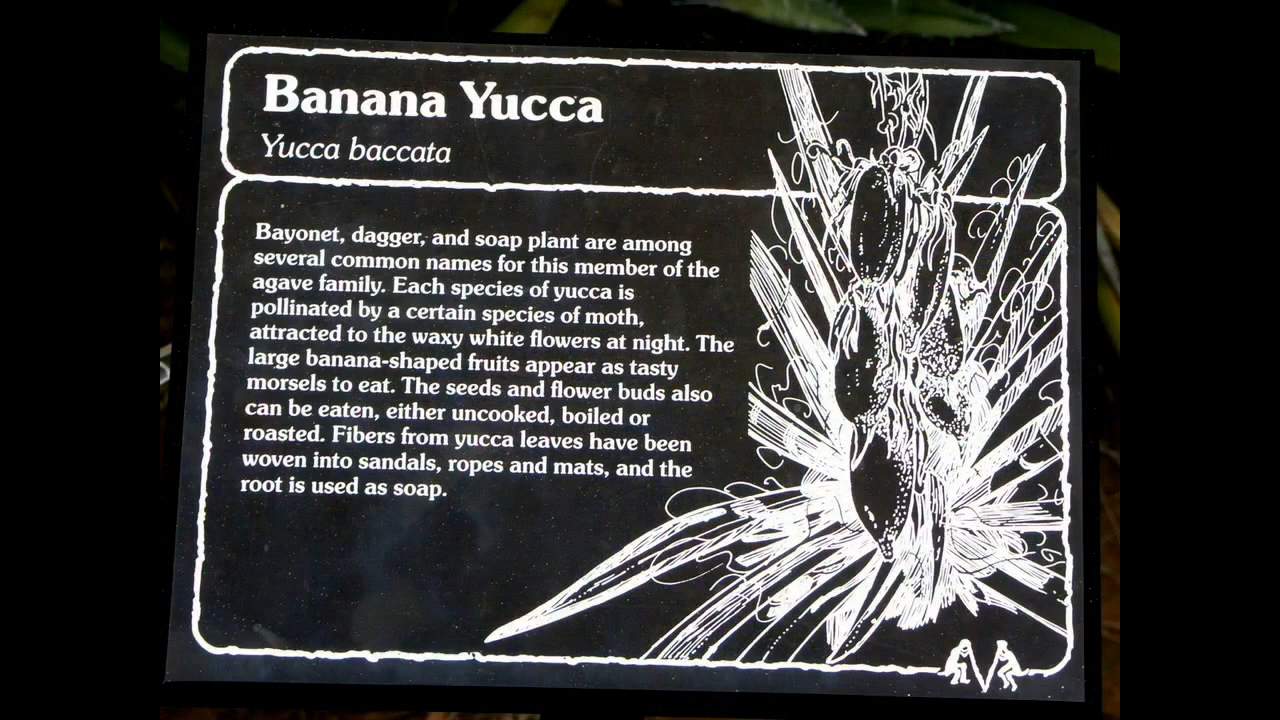 Banana Yucca
Yucca baccata
Bayonet, dagger, and soap plant are among
several common names for this member of the
agave family. Each species of yucca is
pollinated by a certain species of moth,
attracted to the waxy white flowers at night. The
large banana-shaped fruits appear as tasty
morsels to eat. The seeds and flower buds also
can be eaten, either uncooked, boiled or
roasted. Fibers from yucca leaves have been
woven into sandals, ropes and mats, and the
root is used as soap.